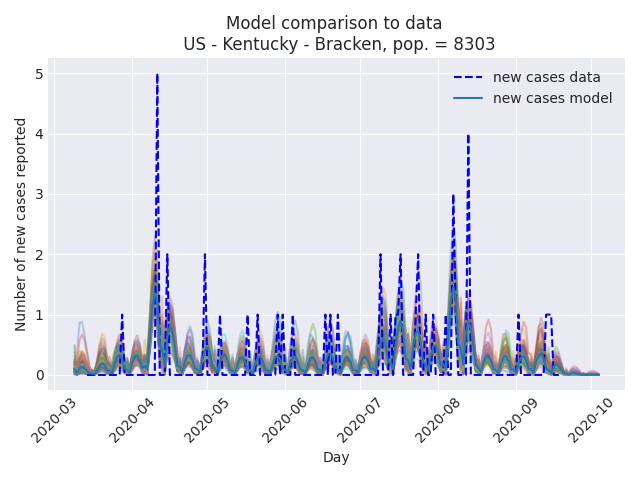 Model comparison to data
US - Kentucky - Bracken, pop. = 8303
new cases data
new cases model
Number of new cases reported
5
4
3
2
1
0
2020-03
2020-04
2020-05
2020-06
2020-07
2020-08
2020-09
2020-10
Day